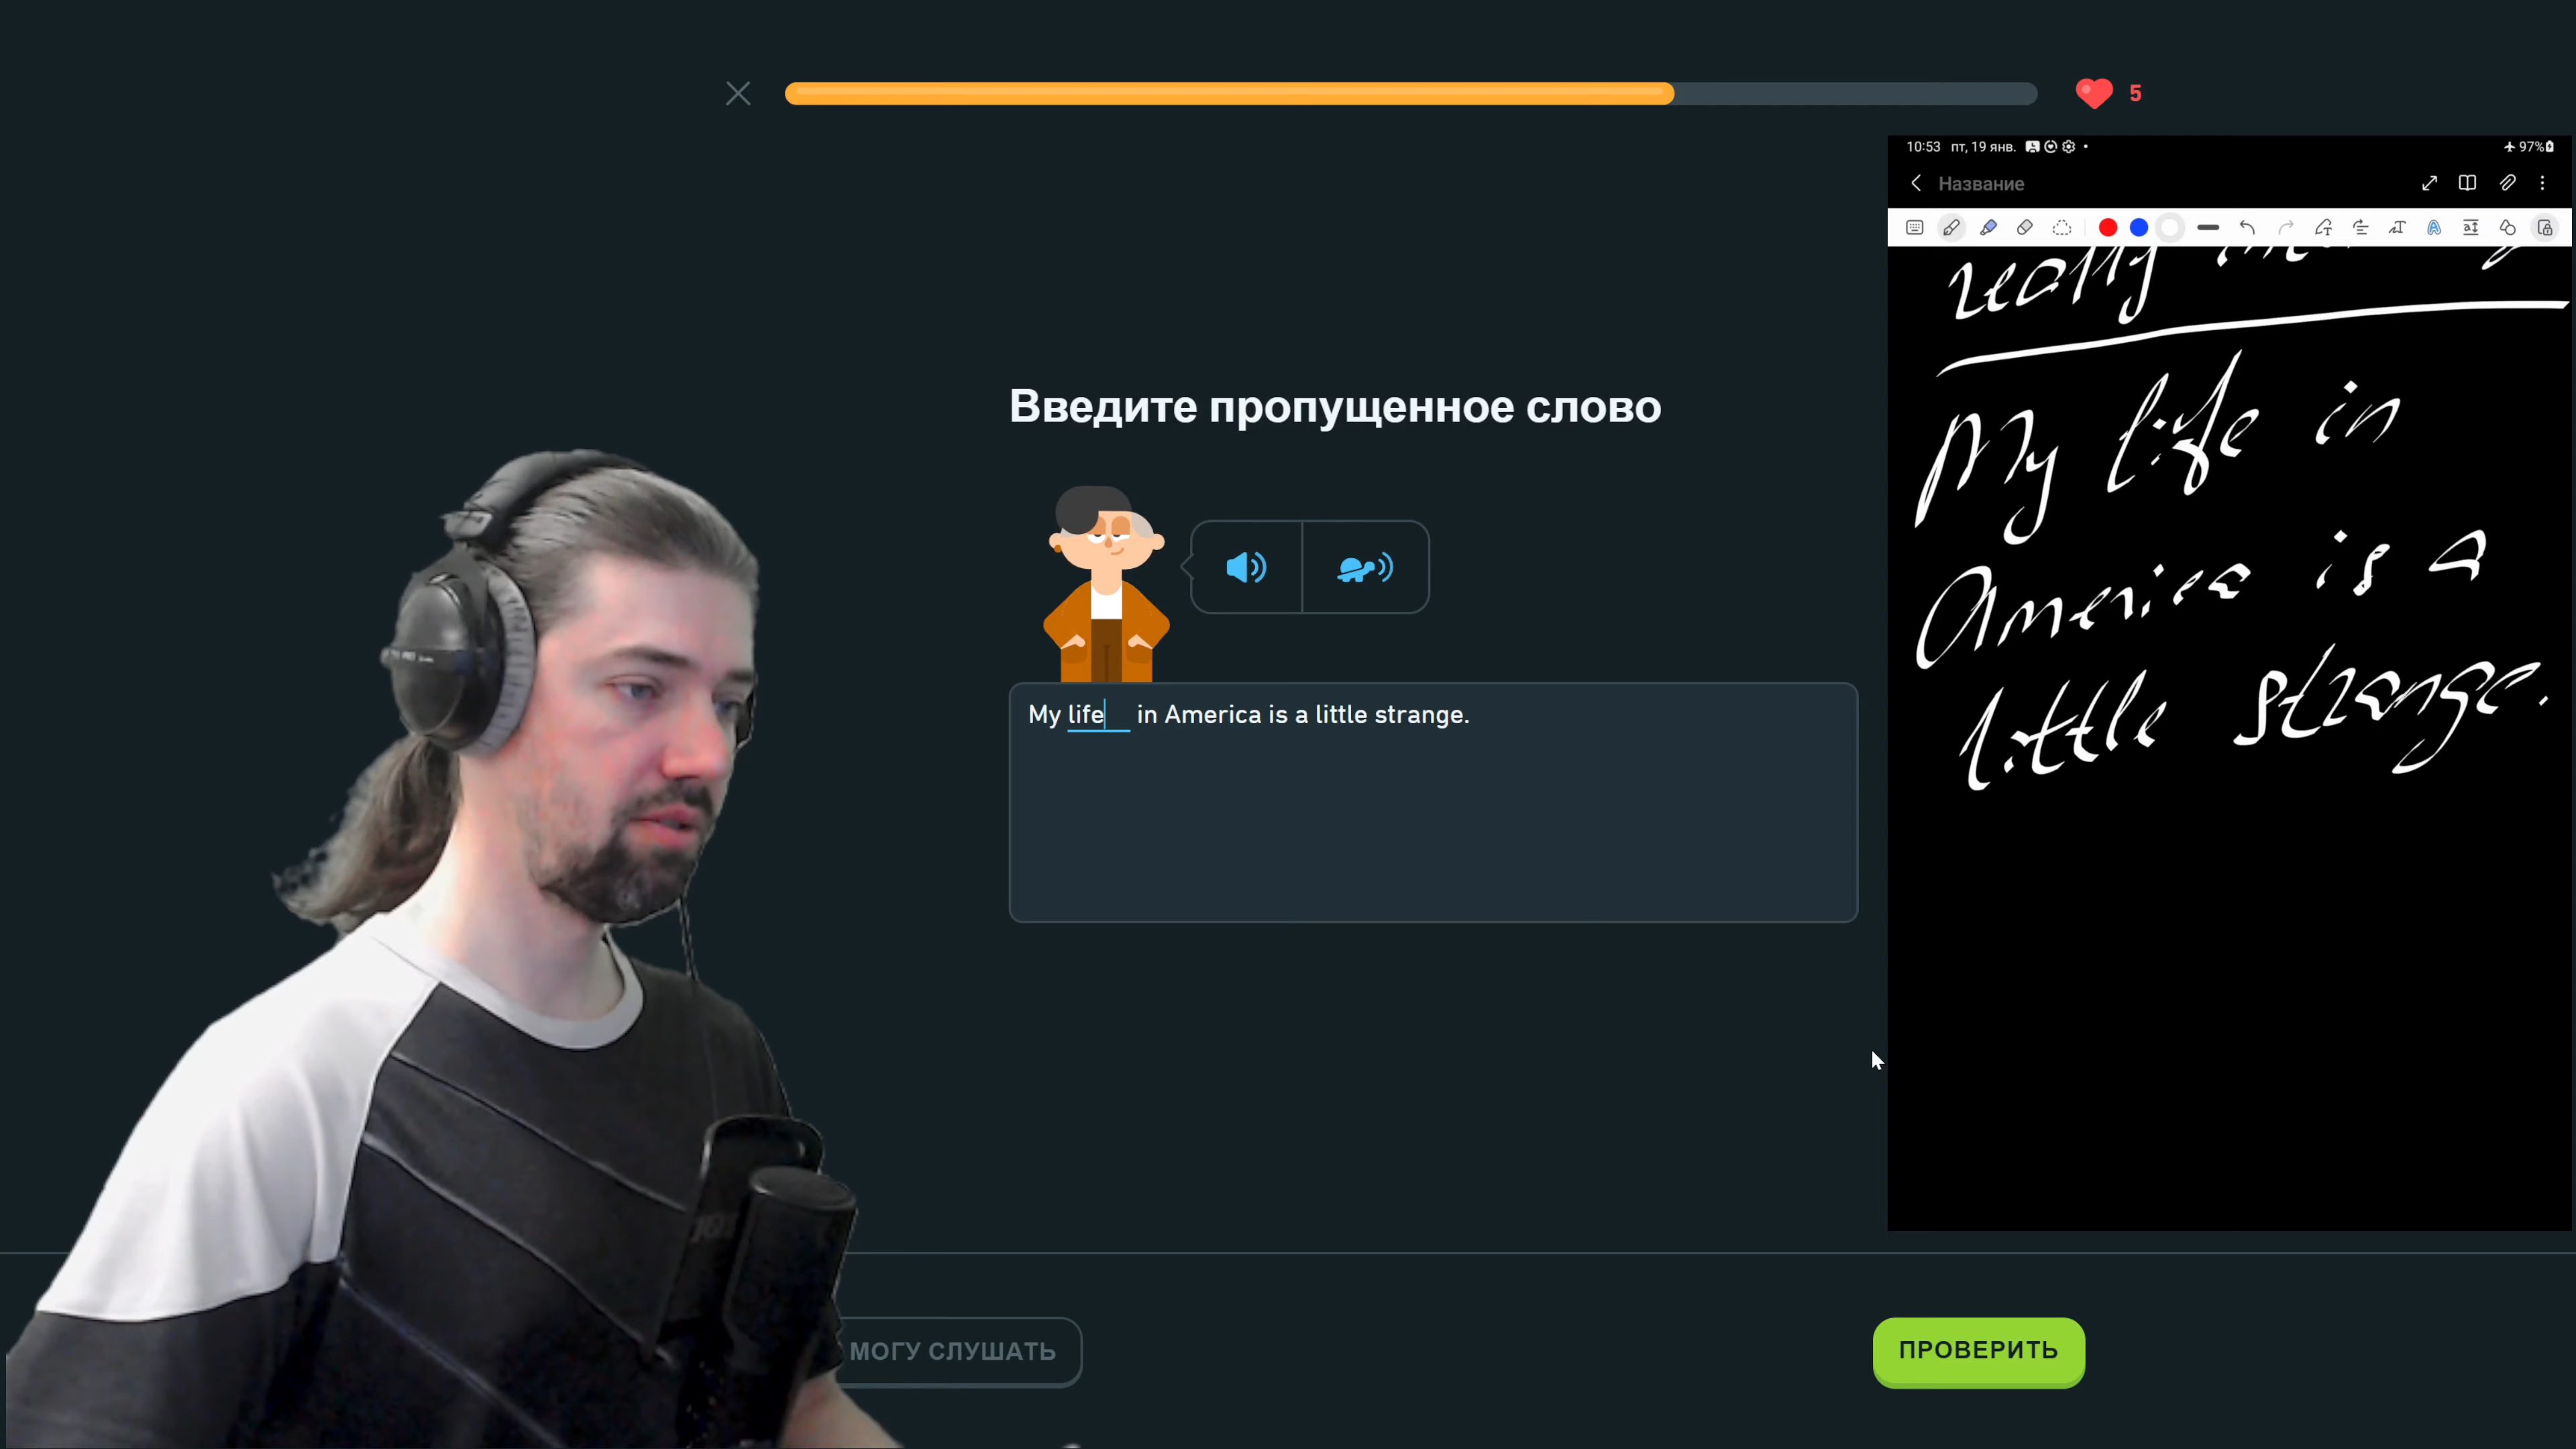 5
10:53 пт, 19 янв.
97%
Название
really
My life in
America is a
little strange.
Введите пропущенное слово
My life in America is a little strange.
МОГУ СЛУШАТЬ
ПРОВЕРИТЬ